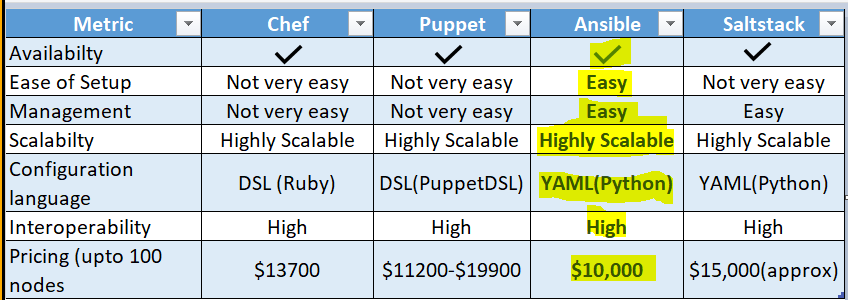 Metric Chef Puppet Ansible Saltstack
Availabilty ✓ ✓ ✓ ✓
Ease of Setup Not very easy Not very easy Easy Not very easy
Management Not very easy Not very easy Easy Easy
Scalabilty Highly Scalable Highly Scalable Highly Scalable Highly Scalable
Configuration
language DSL (Ruby) DSL(PuppetDSL) YAML(Python) YAML(Python)
Interoperability High High High High
Pricing (upto 100
nodes $13700 $11200-$19900 $10,000 $15,000(approx)